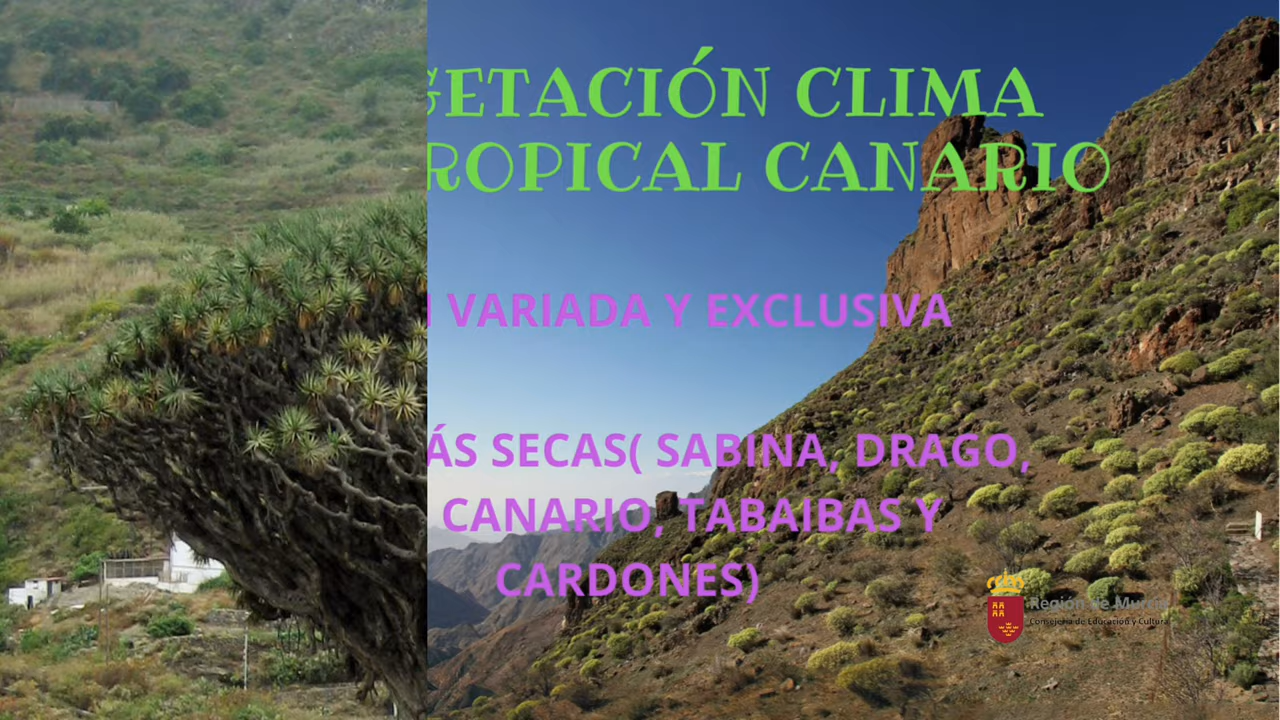 GETACIÓN CLIMA
ROPICAL CANARIO
VARIADA Y EXCLUSIVA
ÁS SECAS( SABINA, DRAGO,
CANARIO, TABAIBAS Y
CARDONES)
Región de Murcia
Consejería de Educación y Cultura